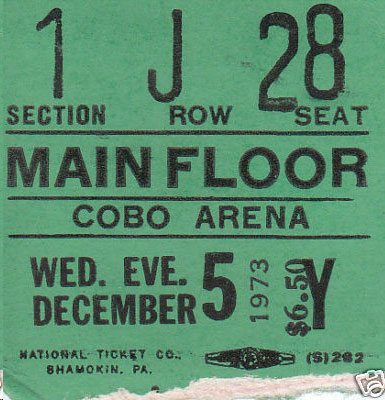 1 J 28
SECTION ROW SEAT
MAIN FLOOR
COBO ARENA
WED. EVE.
DECEMBER 5 1973 $6.50 Y
NATIONAL TICKET CO., (S) 282
SHAMOKIN, PA.